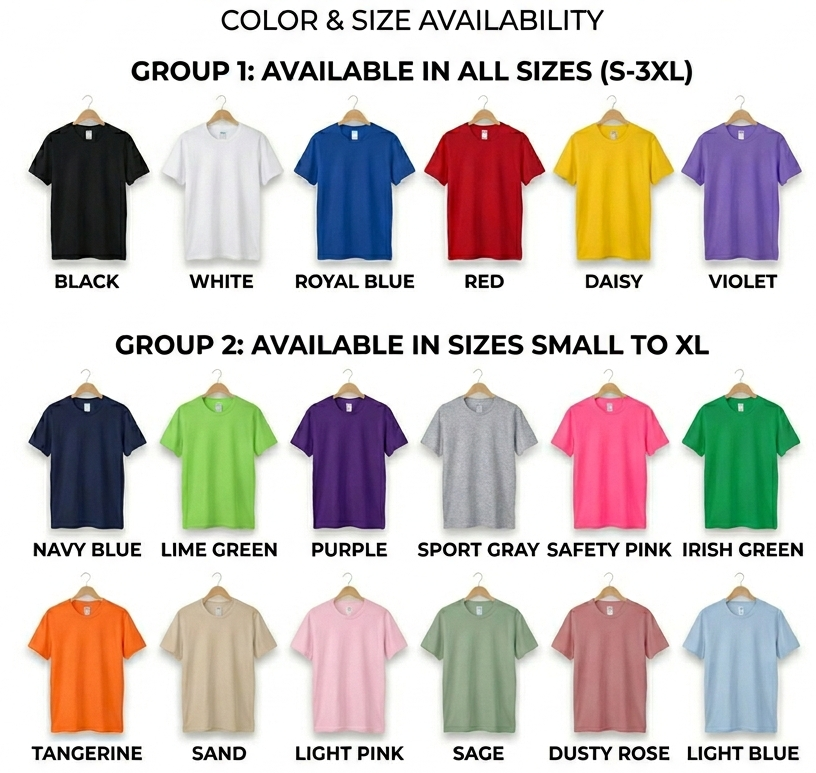 COLOR & SIZE AVAILABILITY
GROUP 1: AVAILABLE IN ALL SIZES (S-3XL)
BLACK WHITE ROYAL BLUE RED DAISY VIOLET
GROUP 2: AVAILABLE IN SIZES SMALL TO XL
NAVY BLUE LIME GREEN PURPLE SPORT GRAY SAFETY PINK IRISH GREEN
TANGERINE SAND LIGHT PINK SAGE DUSTY ROSE LIGHT BLUE